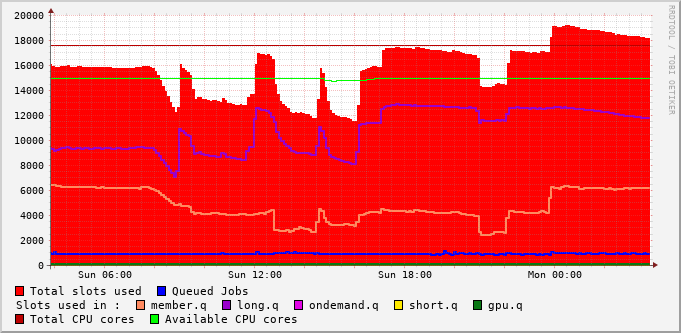 20000
18000
16000
14000
12000
10000
8000
6000
4000
2000
0
Sun 06:00 Sun 12:00 Sun 18:00 Mon 00:00
RRDTOOL / TOBI OETIKER
Total slots used Queued Jobs
Slots used in : member.q long.q ondemand.q short.q gpu.q
Total CPU cores Available CPU cores